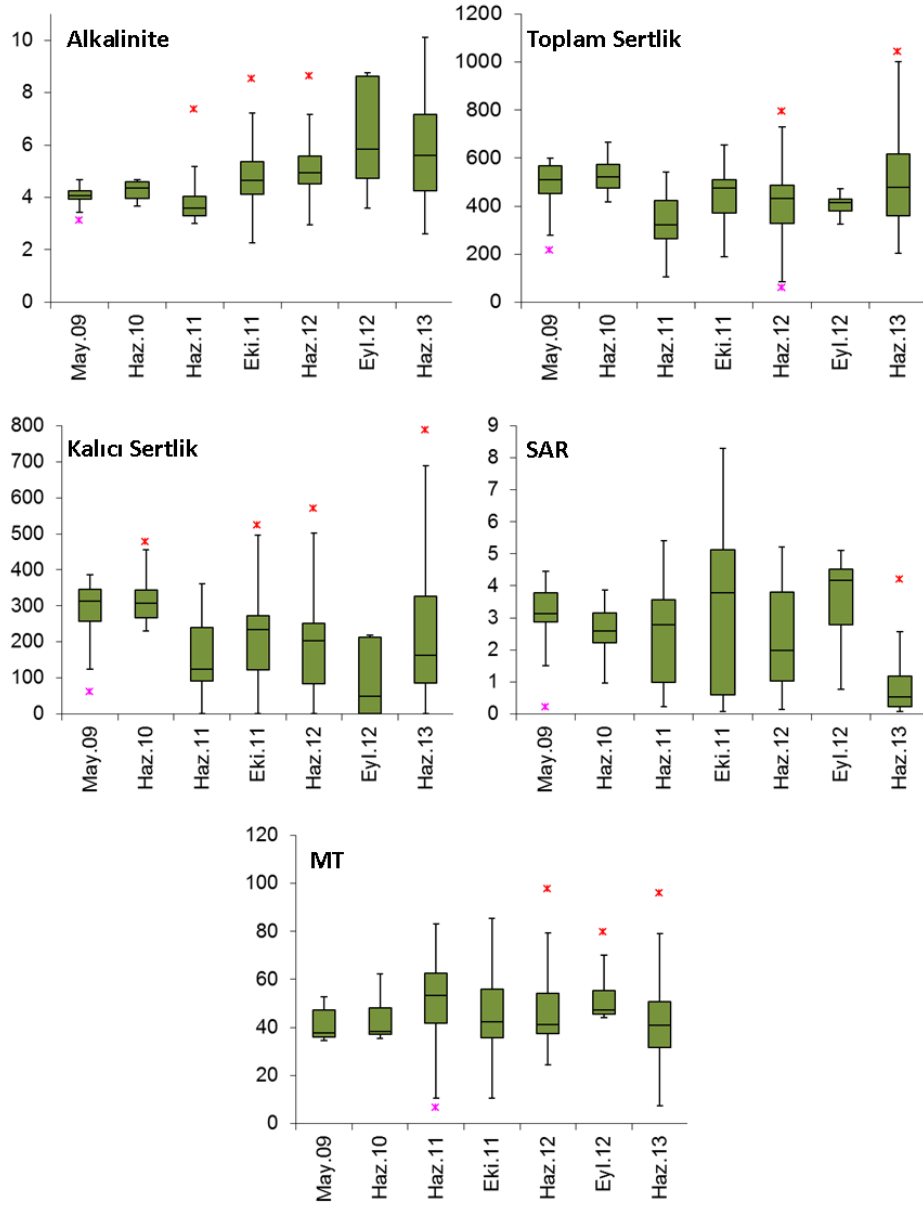 Alkalinite
10
8
6
4
2
0
May.09
Haz.10
Haz.11
Eki.11
Haz.12
Eyl.12
Haz.13
Toplam Sertlik
1200
1000
800
600
400
200
0
May.09
Haz.10
Haz.11
Eki.11
Haz.12
Eyl.12
Haz.13
Kalıcı Sertlik
800
700
600
500
400
300
200
100
0
May.09
Haz.10
Haz.11
Eki.11
Haz.12
Eyl.12
Haz.13
SAR
9
8
7
6
5
4
3
2
1
0
May.09
Haz.10
Haz.11
Eki.11
Haz.12
Eyl.12
Haz.13
MT
120
100
80
60
40
20
0
May.09
Haz.10
Haz.11
Eki.11
Haz.12
Eyl.12
Haz.13